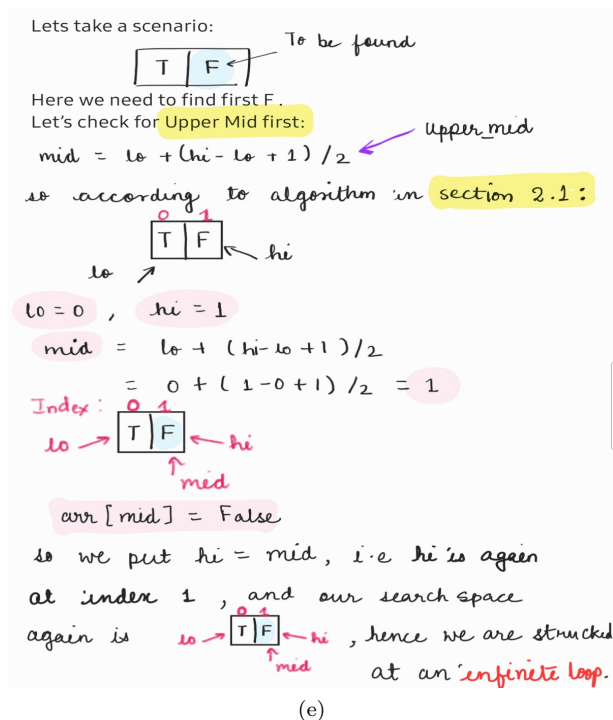 Lets take a scenario:
To be found
T F
Here we need to find first F.
Let's check for Upper Mid first:
upper_mid
mid = lo + (hi - lo + 1) / 2
so according to algorithm in section 2.1:
0 1
T F
hi
lo
lo = 0 , hi = 1
mid = lo + (hi - lo + 1) / 2
= 0 + ( 1 - 0 + 1) / 2 = 1
Index: 0 1
lo T F hi
mid
arr [mid] = False
so we put hi = mid, i.e hi is again
at index 1 , and our search space
0 1
again is lo T F hi , hence we are strucked
mid at an infinite loop.
(e)